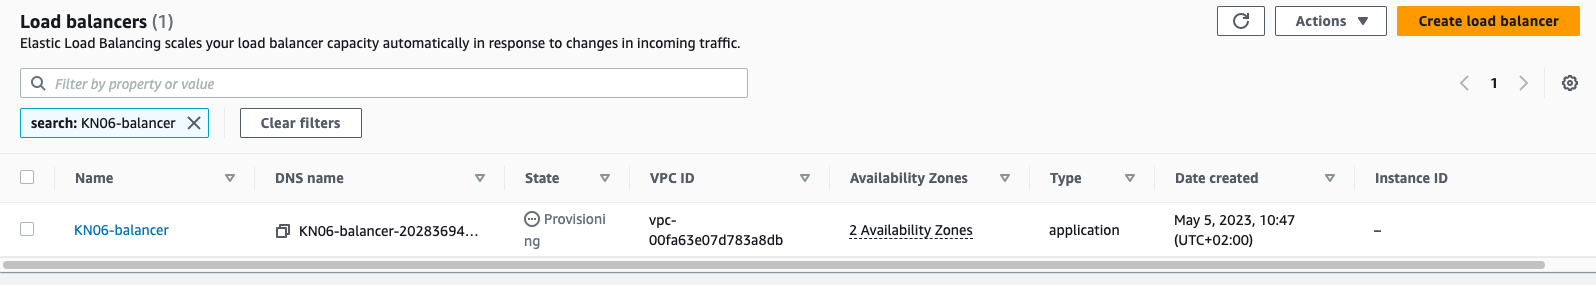 Load balancers (1)
Actions
Create load balancer
Elastic Load Balancing scales your load balancer capacity automatically in response to changes in incoming traffic.
Filter by property or value
1
search: KN06-balancer
Clear filters
Name
DNS name
State
VPC ID
Availability Zones
Type
Date created
Instance ID
KN06-balancer
KN06-balancer-20283694...
Provisioni
ng
vpc-
00fa63e07d783a8db
2 Availability Zones
application
May 5, 2023, 10:47
(UTC+02:00)
–